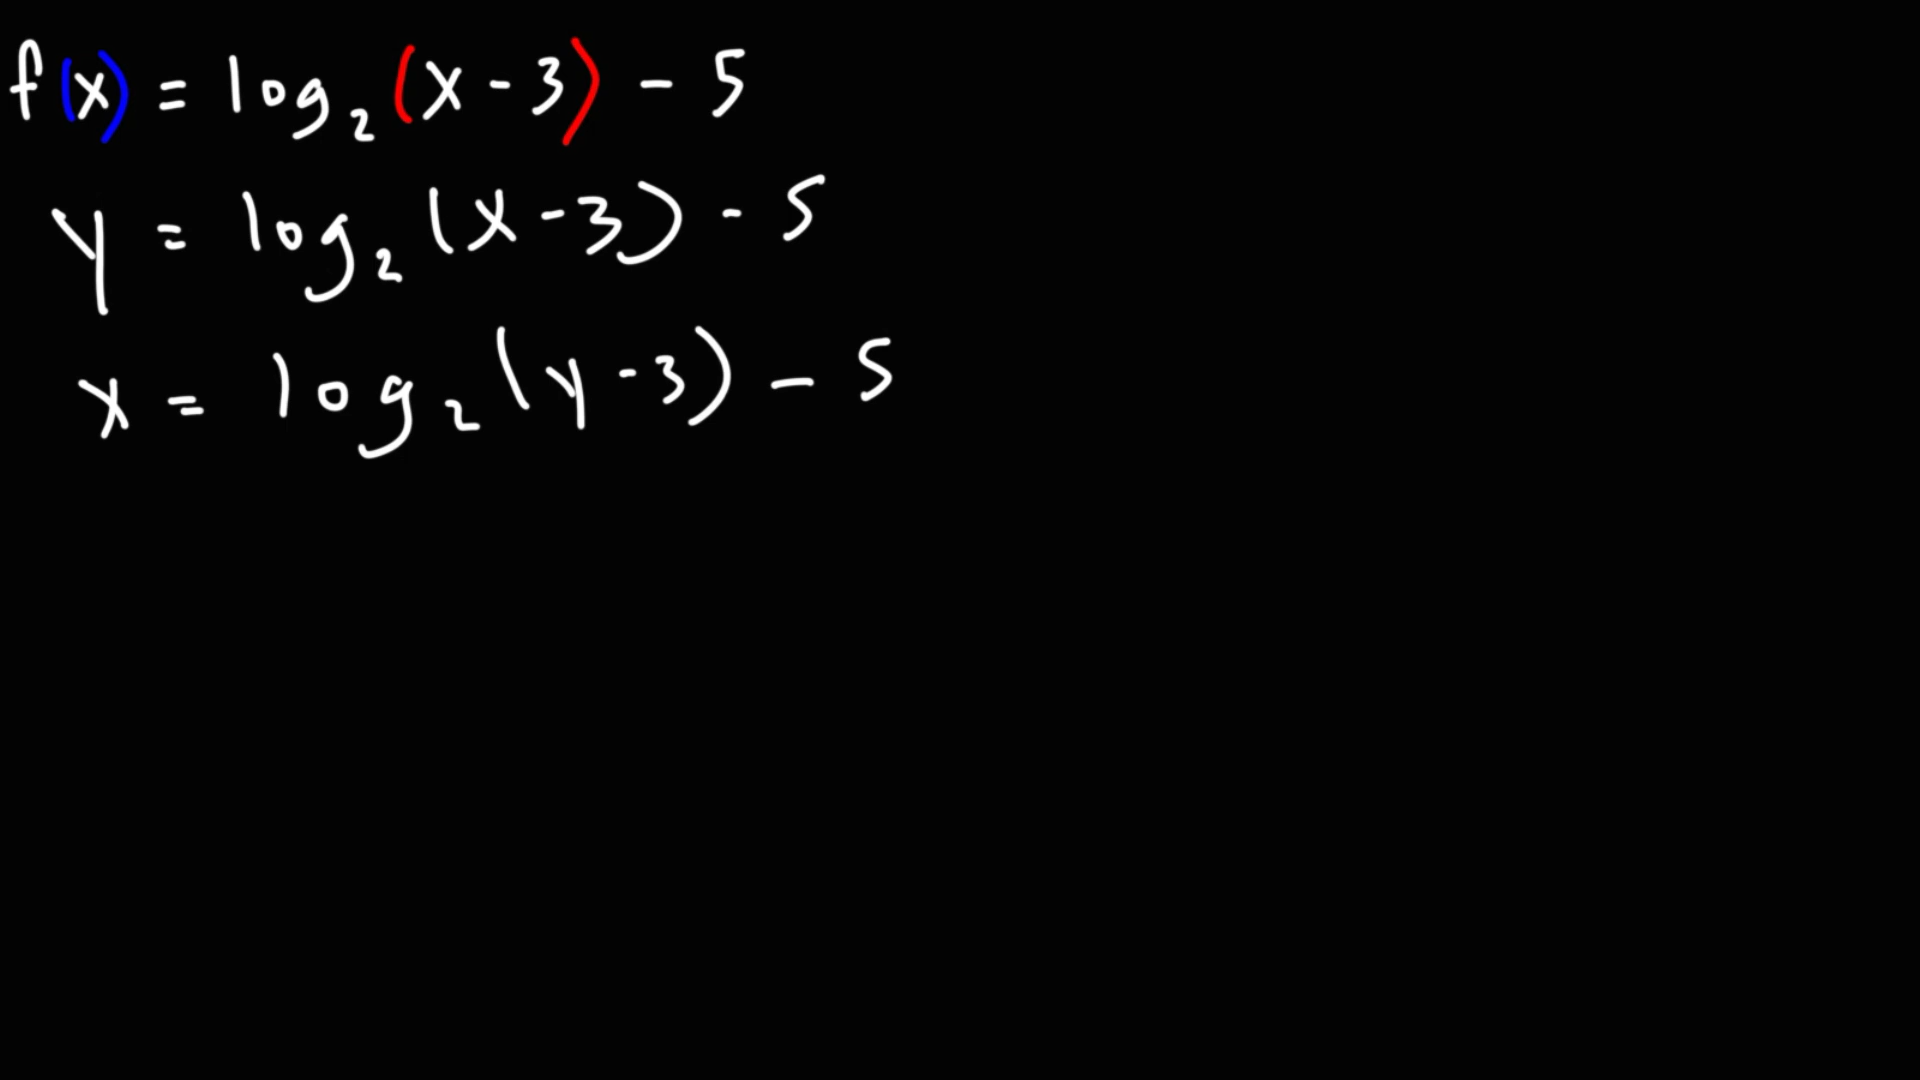 f(x) = log₂(x - 3) - 5
y = log₂(x - 3) - 5
x = log₂(y - 3) - 5